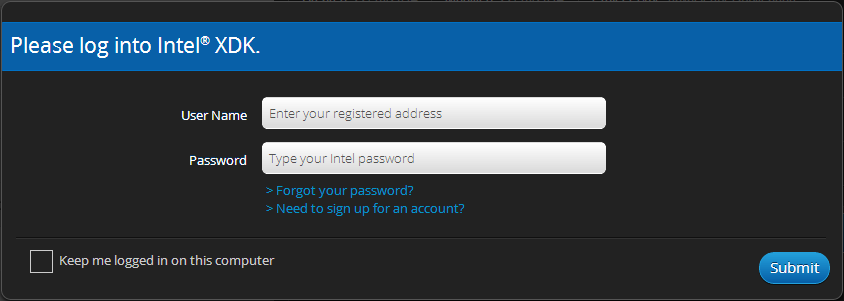 Please log into Intel® XDK.
User Name Enter your registered address
Password Type your Intel password
> Forgot your password?
> Need to sign up for an account?
Keep me logged in on this computer
Submit